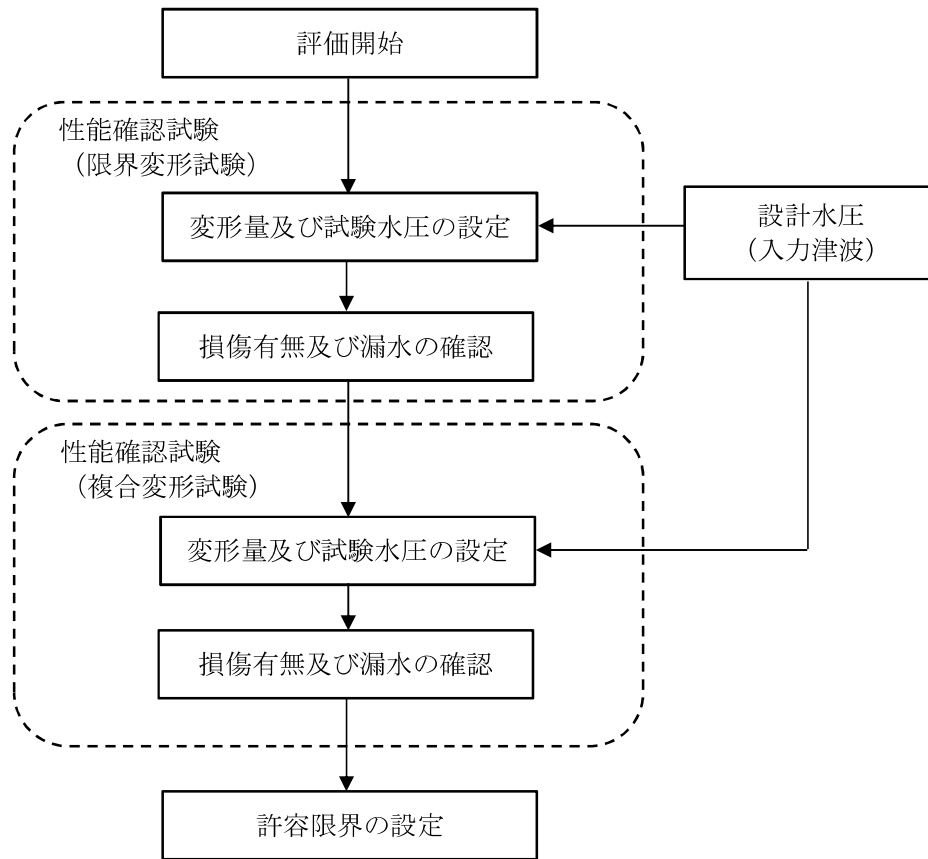 評価開始
性能確認試験
（限界変形試験）
変形量及び試験水圧の設定
設計水圧
（入力津波）
損傷有無及び漏水の確認
性能確認試験
（複合変形試験）
変形量及び試験水圧の設定
損傷有無及び漏水の確認
許容限界の設定